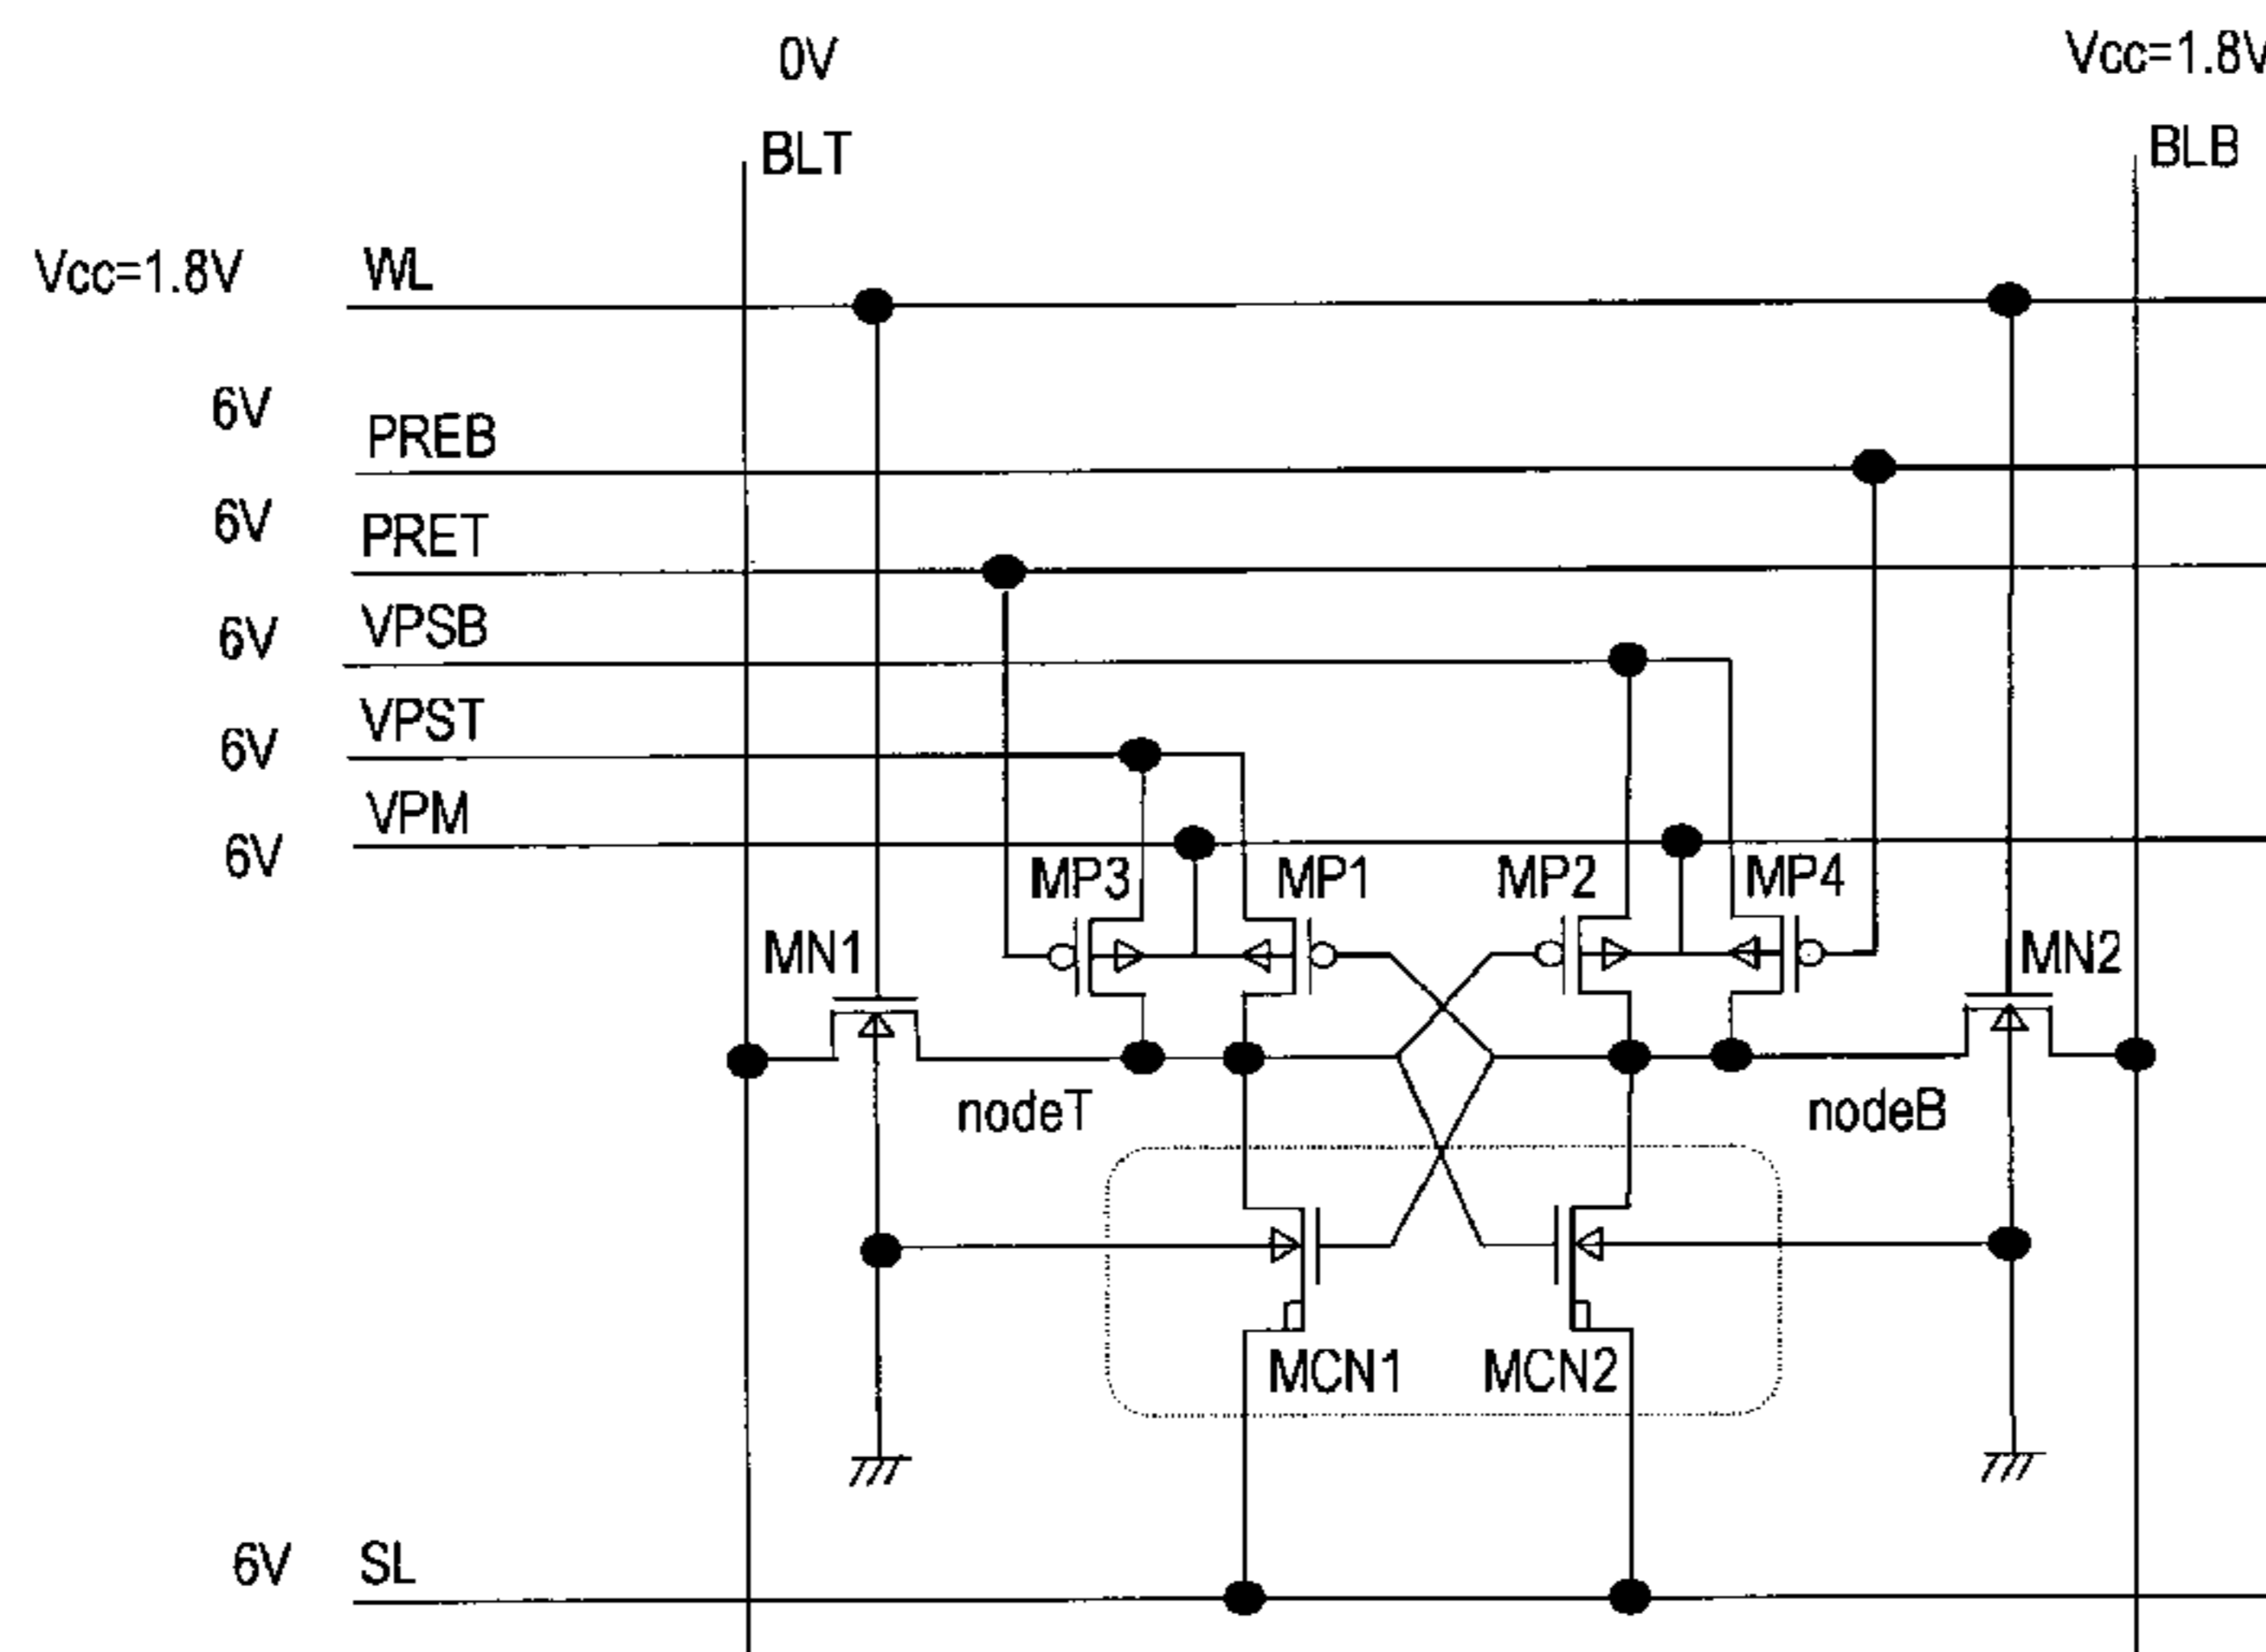 0V
Vcc=1.8V
BLT
BLB
Vcc=1.8V WL
6V
PREB
6V
PRET
6V
VPSB
6V
VPST
6V
VPM
MP3 MP1 MP2 MP4
MN1
MN2
nodeT
nodeB
MCN1 MCN2
6V SL